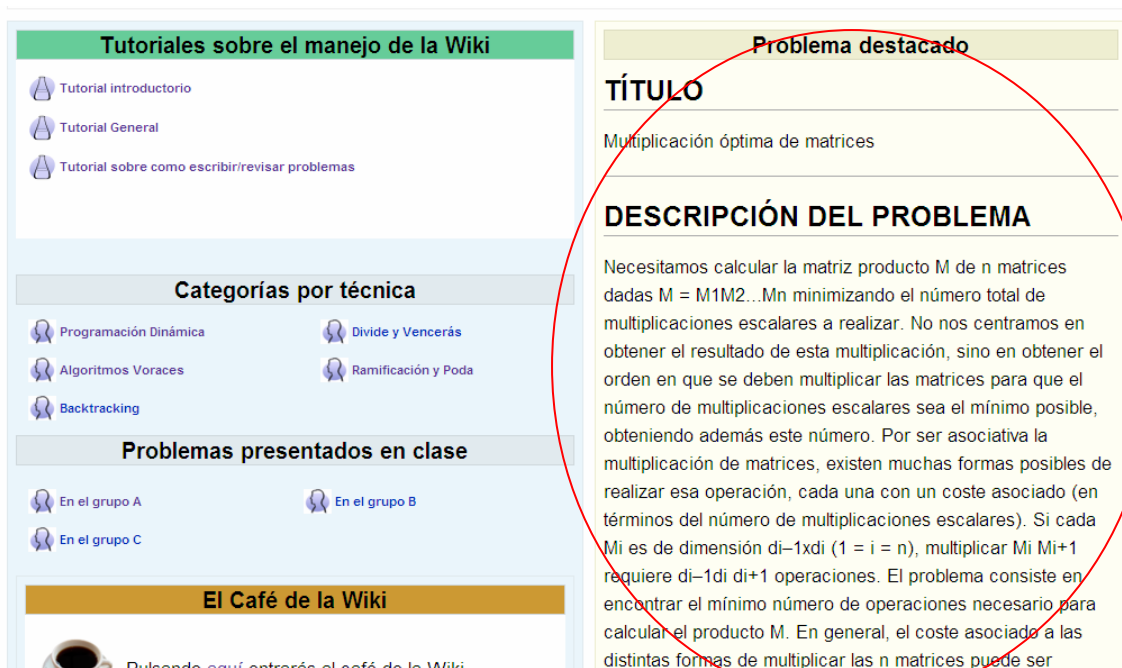 Tutoriales sobre el manejo de la Wiki
Tutorial introductorio
Tutorial General
Tutorial sobre como escribir/revisar problemas
Categorías por técnica
Programación Dinámica
Divide y Vencerás
Algoritmos Voraces
Ramificación y Poda
Backtracking
Problemas presentados en clase
En el grupo A
En el grupo B
En el grupo C
El Café de la Wiki
Pulsando aquí entrarás al café de la Wiki
Problema destacado
TÍTULO
Multiplicación óptima de matrices
DESCRIPCIÓN DEL PROBLEMA
Necesitamos calcular la matriz producto M de n matrices
dadas M = M1M2...Mn minimizando el número total de
multiplicaciones escalares a realizar. No nos centramos en
obtener el resultado de esta multiplicación, sino en obtener el
orden en que se deben multiplicar las matrices para que el
número de multiplicaciones escalares sea el mínimo posible,
obteniendo además este número. Por ser asociativa la
multiplicación de matrices, existen muchas formas posibles de
realizar esa operación, cada una con un coste asociado (en
términos del número de multiplicaciones escalares). Si cada
Mi es de dimensión di–1xdi (1 = i = n), multiplicar Mi Mi+1
requiere di–1di di+1 operaciones. El problema consiste en
encontrar el mínimo número de operaciones necesario para
calcular el producto M. En general, el coste asociado a las
distintas formas de multiplicar las n matrices puede ser